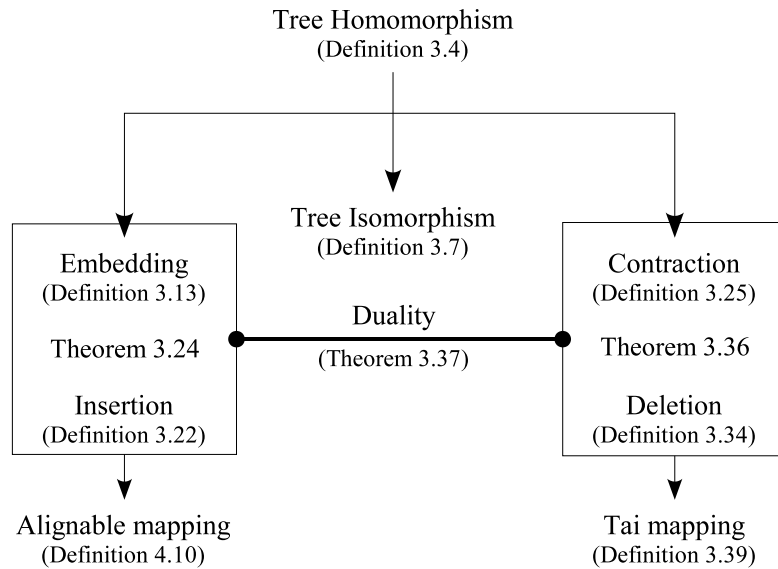 Tree Homomorphism
(Definition 3.4)
Tree Isomorphism
(Definition 3.7)
Embedding
(Definition 3.13)
Theorem 3.24
Insertion
(Definition 3.22)
Duality
(Theorem 3.37)
Contraction
(Definition 3.25)
Theorem 3.36
Deletion
(Definition 3.34)
Alignable mapping
(Definition 4.10)
Tai mapping
(Definition 3.39)